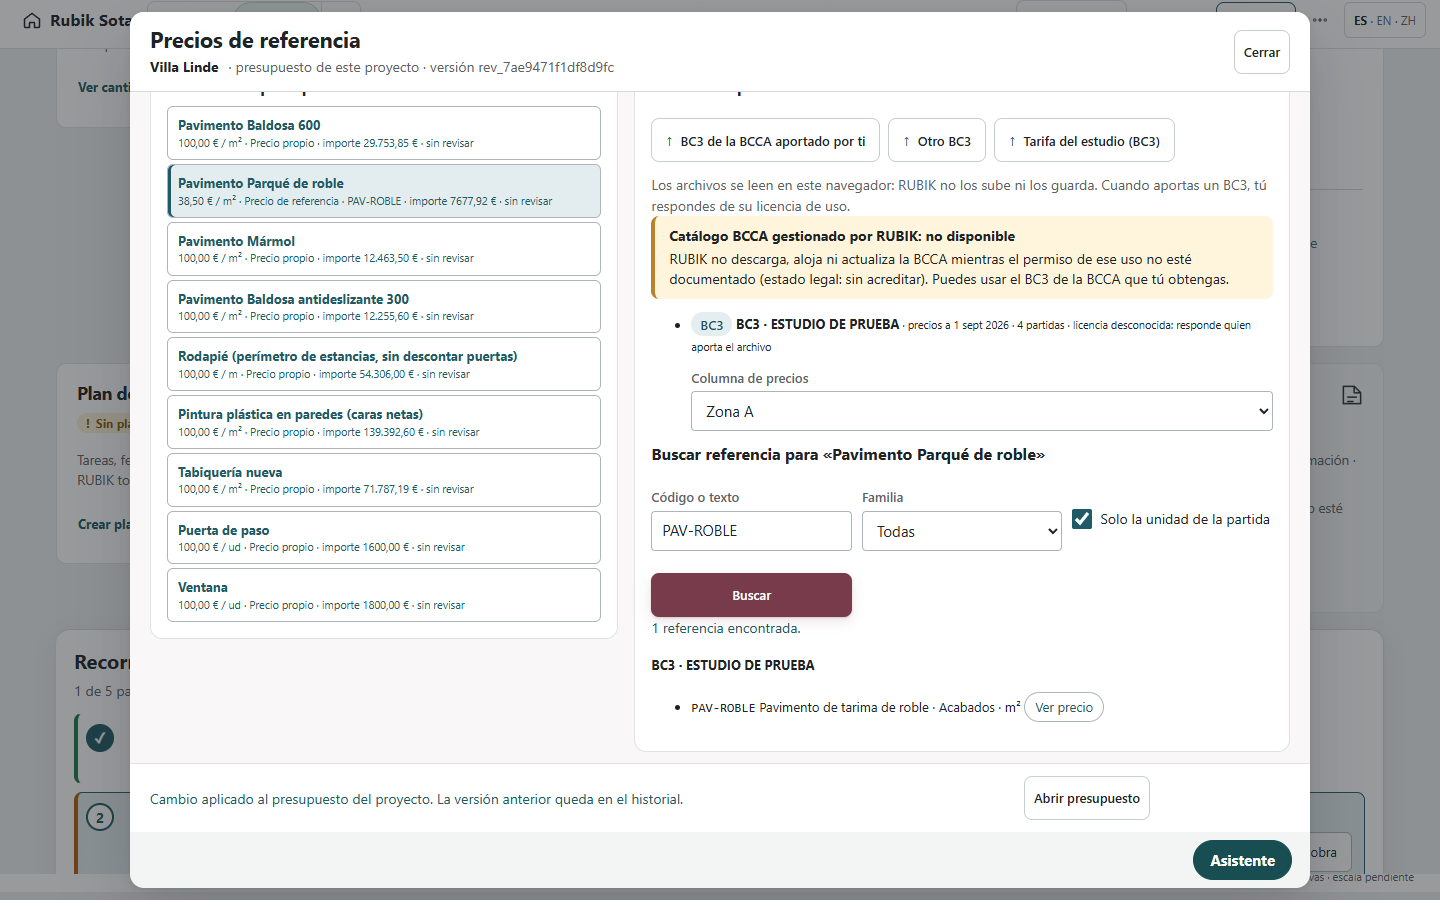 Rubik Sota
ES · EN · ZH
Precios de referencia
Villa Linde · presupuesto de este proyecto · versión rev_7ae9471f1df8d9fc
Cerrar
Ver canti
Pavimento Baldosa 600
100,00 € / m² · Precio propio · importe 29.753,85 € · sin revisar
Pavimento Parqué de roble
38,50 € / m² · Precio de referencia · PAV-ROBLE · importe 7677,92 € · sin revisar
Pavimento Mármol
100,00 € / m² · Precio propio · importe 12.463,50 € · sin revisar
Pavimento Baldosa antideslizante 300
100,00 € / m² · Precio propio · importe 12.255,60 € · sin revisar
Rodapié (perímetro de estancias, sin descontar puertas)
100,00 € / m · Precio propio · importe 54.306,00 € · sin revisar
Pintura plástica en paredes (caras netas)
100,00 € / m² · Precio propio · importe 139.392,60 € · sin revisar
Tabiquería nueva
100,00 € / m² · Precio propio · importe 71.787,19 € · sin revisar
Puerta de paso
100,00 € / ud · Precio propio · importe 1600,00 € · sin revisar
Ventana
100,00 € / ud · Precio propio · importe 1800,00 € · sin revisar
↑ BC3 de la BCCA aportado por ti
↑ Otro BC3
↑ Tarifa del estudio (BC3)
Los archivos se leen en este navegador: RUBIK no los sube ni los guarda. Cuando aportas un BC3, tú
respondes de su licencia de uso.
Catálogo BCCA gestionado por RUBIK: no disponible
RUBIK no descarga, aloja ni actualiza la BCCA mientras el permiso de ese uso no esté
documentado (estado legal: sin acreditar). Puedes usar el BC3 de la BCCA que tú obtengas.
• BC3 BC3 · ESTUDIO DE PRUEBA · precios a 1 sept 2026 · 4 partidas · licencia desconocida: responde quien
aporta el archivo
Columna de precios
Zona A
Buscar referencia para «Pavimento Parqué de roble»
Código o texto
Familia
PAV-ROBLE
Todas
Solo la unidad de la partida
Buscar
1 referencia encontrada.
BC3 · ESTUDIO DE PRUEBA
• PAV-ROBLE Pavimento de tarima de roble · Acabados · m² Ver precio
Plan de
! Sin pla
Tareas, fe
RUBIK to
Crear pla
mación ·
o esté
Recorr
1 de 5 pa
2
obra
vas · escala pendiente
Cambio aplicado al presupuesto del proyecto. La versión anterior queda en el historial.
Abrir presupuesto
Asistente